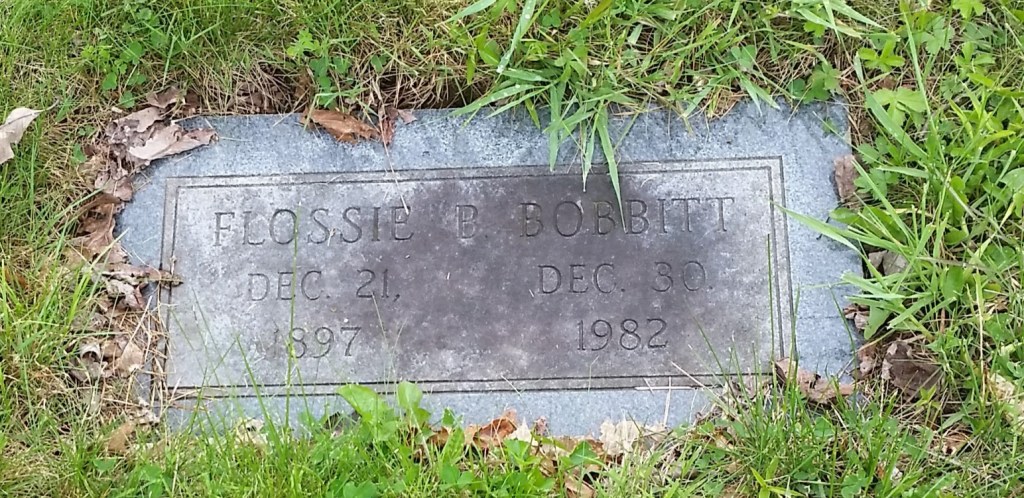 FLOSSIE B. BOBBITT
DEC. 21, DEC. 30.
1897 1982